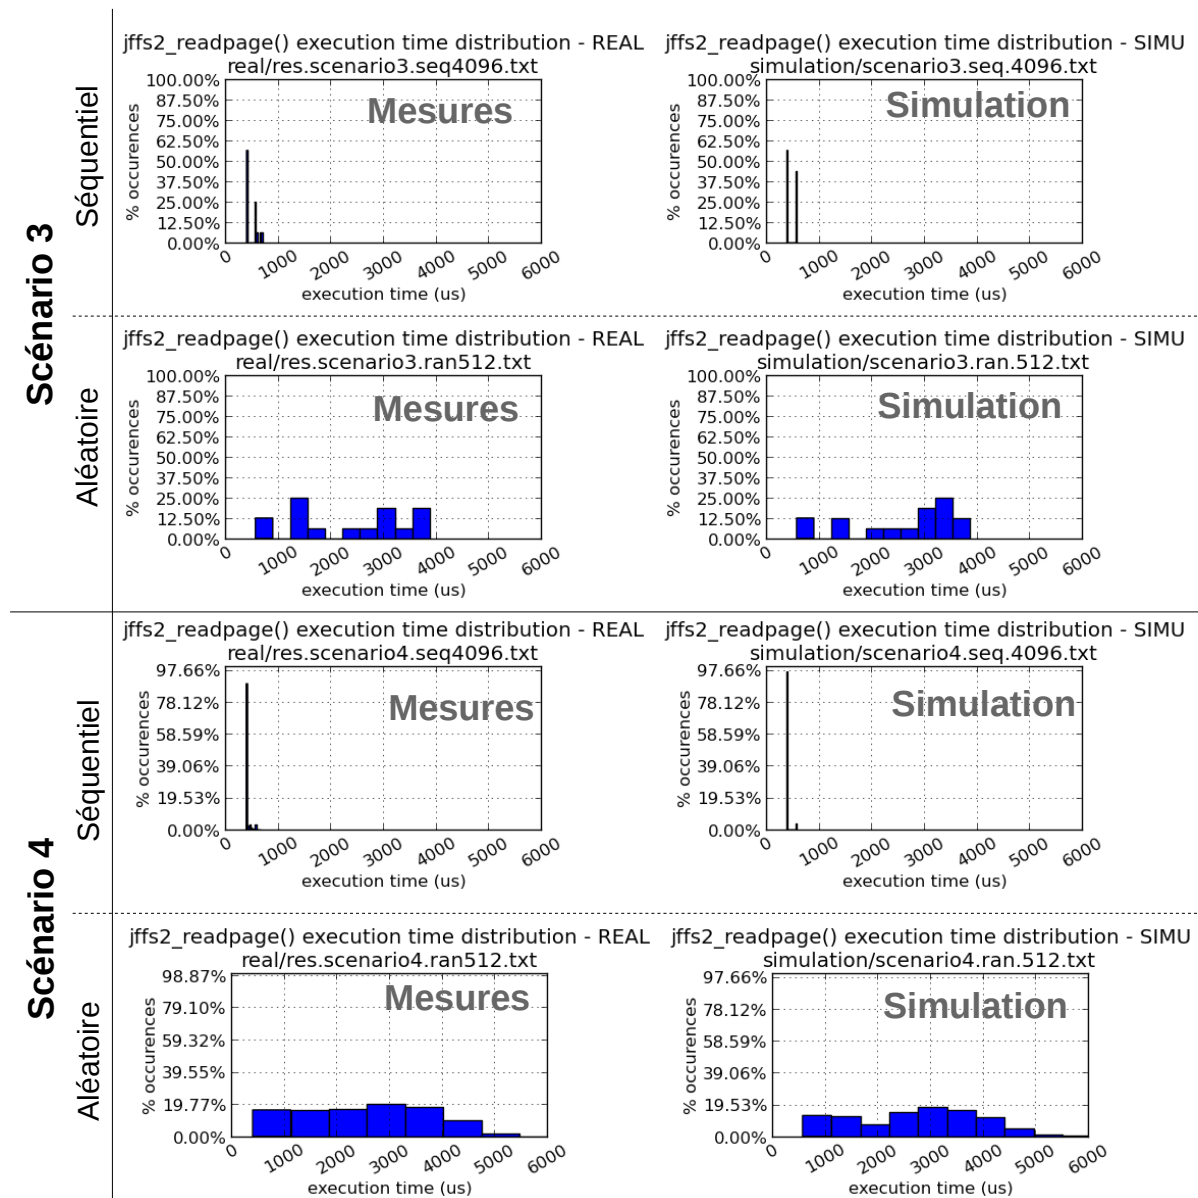 Scénario 3
Séquentiel
jffs2_readpage() execution time distribution - REAL
real/res.scenario3.seq4096.txt
Mesures
% occurences
100.00%
87.50%
75.00%
62.50%
50.00%
37.50%
25.00%
12.50%
0.00%
0 1000 2000 3000 4000 5000 6000
execution time (us)
jffs2_readpage() execution time distribution - SIMU
simulation/scenario3.seq.4096.txt
Simulation
% occurences
100.00%
87.50%
75.00%
62.50%
50.00%
37.50%
25.00%
12.50%
0.00%
0 1000 2000 3000 4000 5000 6000
execution time (us)
Aléatoire
jffs2_readpage() execution time distribution - REAL
real/res.scenario3.ran512.txt
Mesures
% occurences
100.00%
87.50%
75.00%
62.50%
50.00%
37.50%
25.00%
12.50%
0.00%
0 1000 2000 3000 4000 5000 6000
execution time (us)
jffs2_readpage() execution time distribution - SIMU
simulation/scenario3.ran.512.txt
Simulation
% occurences
100.00%
87.50%
75.00%
62.50%
50.00%
37.50%
25.00%
12.50%
0.00%
0 1000 2000 3000 4000 5000 6000
execution time (us)
Scénario 4
Séquentiel
jffs2_readpage() execution time distribution - REAL
real/res.scenario4.seq4096.txt
Mesures
% occurences
97.66%
78.12%
58.59%
39.06%
19.53%
0.00%
0 1000 2000 3000 4000 5000 6000
execution time (us)
jffs2_readpage() execution time distribution - SIMU
simulation/scenario4.seq.4096.txt
Simulation
% occurences
97.66%
78.12%
58.59%
39.06%
19.53%
0.00%
0 1000 2000 3000 4000 5000 6000
execution time (us)
Aléatoire
jffs2_readpage() execution time distribution - REAL
real/res.scenario4.ran512.txt
Mesures
% occurences
98.87%
79.10%
59.32%
39.55%
19.77%
0.00%
0 1000 2000 3000 4000 5000 6000
execution time (us)
jffs2_readpage() execution time distribution - SIMU
simulation/scenario4.ran.512.txt
Simulation
% occurences
97.66%
78.12%
58.59%
39.06%
19.53%
0.00%
0 1000 2000 3000 4000 5000 6000
execution time (us)